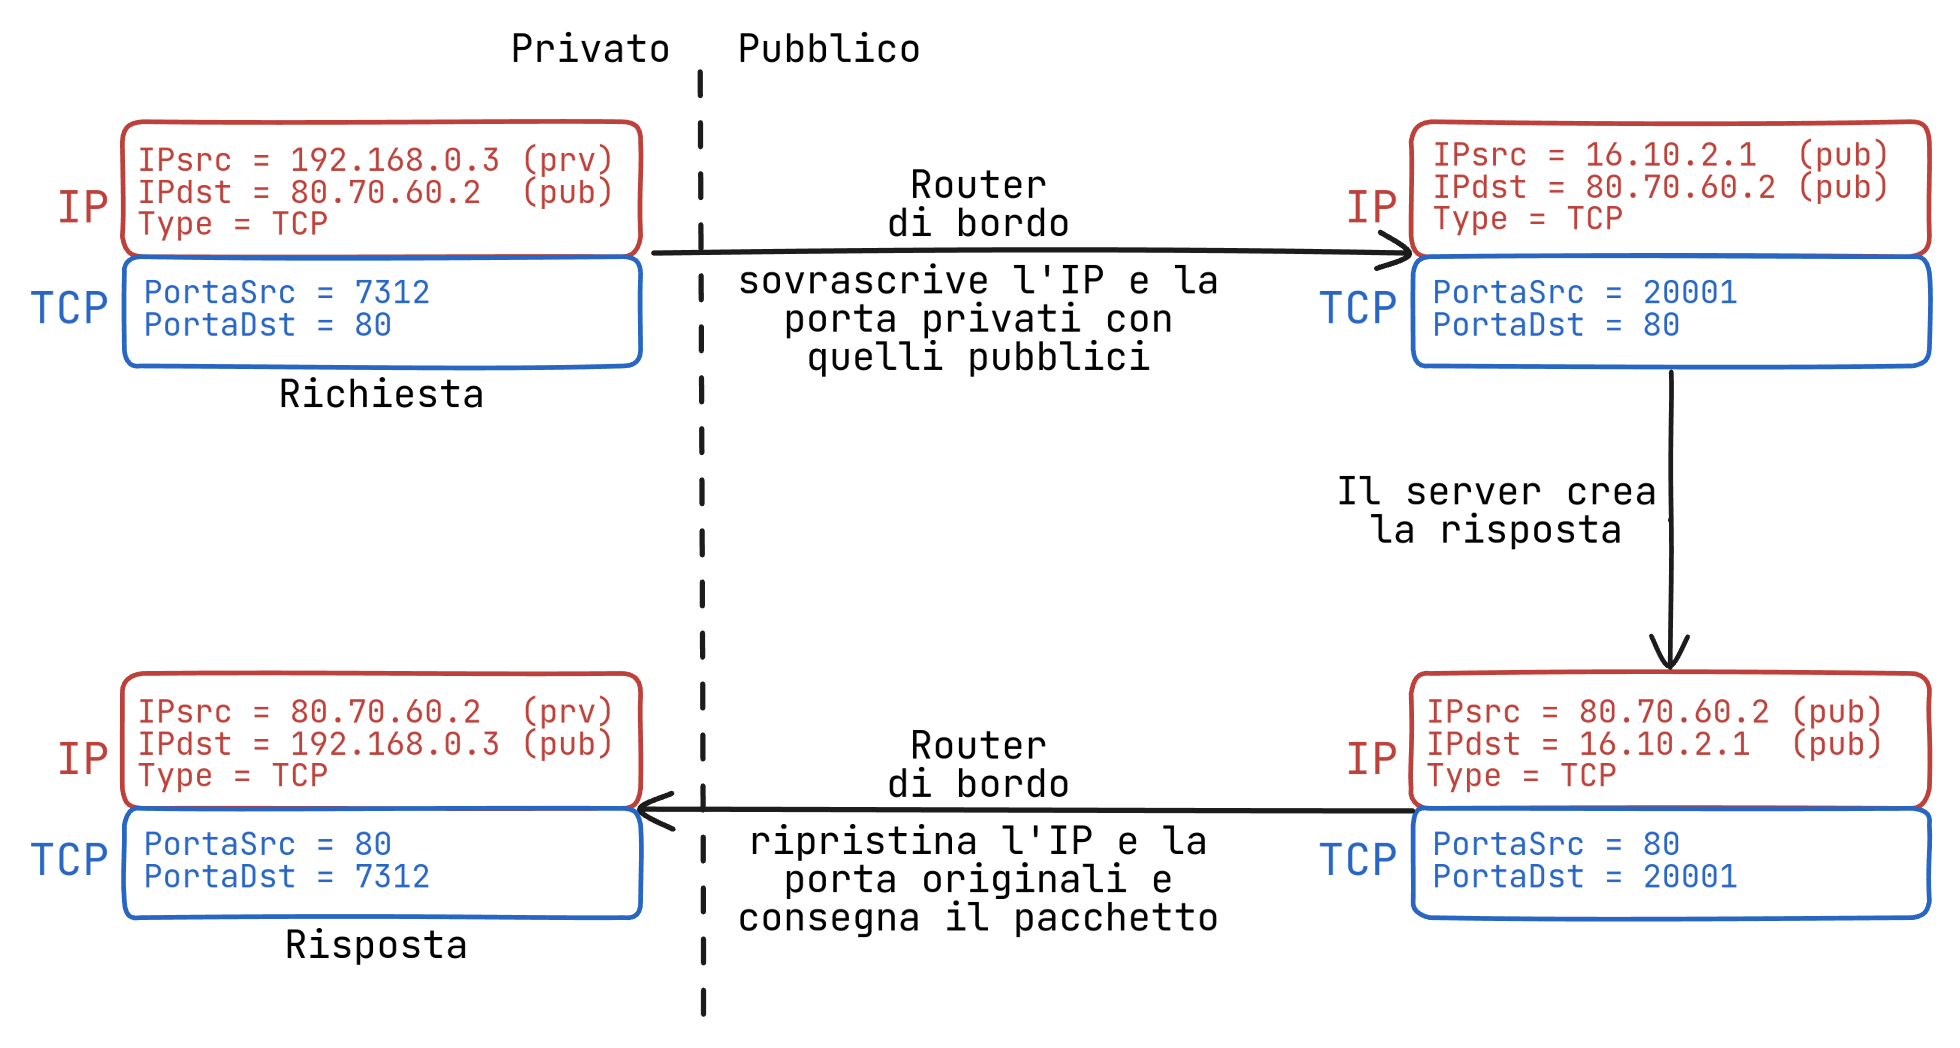 Privato
Pubblico
IP
IPsrc = 192.168.0.3 (prv)
IPdst = 80.70.60.2  (pub)
Type = TCP
TCP
PortaSrc = 7312
PortaDst = 80
Richiesta
Router
di bordo
sovrascrive l'IP e la
porta privati con
quelli pubblici
IP
IPsrc = 16.10.2.1  (pub)
IPdst = 80.70.60.2 (pub)
Type = TCP
TCP
PortaSrc = 20001
PortaDst = 80
Il server crea
la risposta
IP
IPsrc = 80.70.60.2  (prv)
IPdst = 192.168.0.3 (pub)
Type = TCP
TCP
PortaSrc = 80
PortaDst = 7312
Risposta
Router
di bordo
ripristina l'IP e la
porta originali e
consegna il pacchetto
IP
IPsrc = 80.70.60.2 (pub)
IPdst = 16.10.2.1  (pub)
Type = TCP
TCP
PortaSrc = 80
PortaDst = 20001